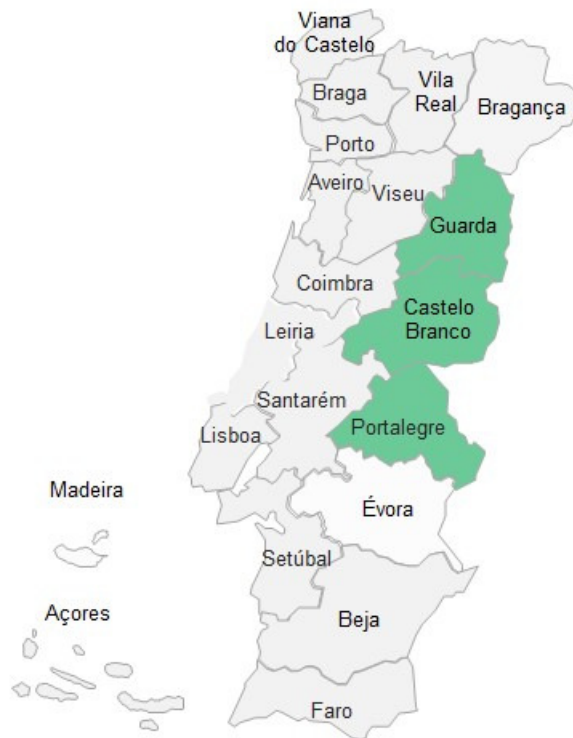 Viana
do Castelo
Braga
Vila
Real
Bragança
Porto
Aveiro
Viseu
Guarda
Coimbra
Castelo
Branco
Leiria
Santarém
Lisboa
Portalegre
Madeira
Évora
Setúbal
Açores
Beja
Faro